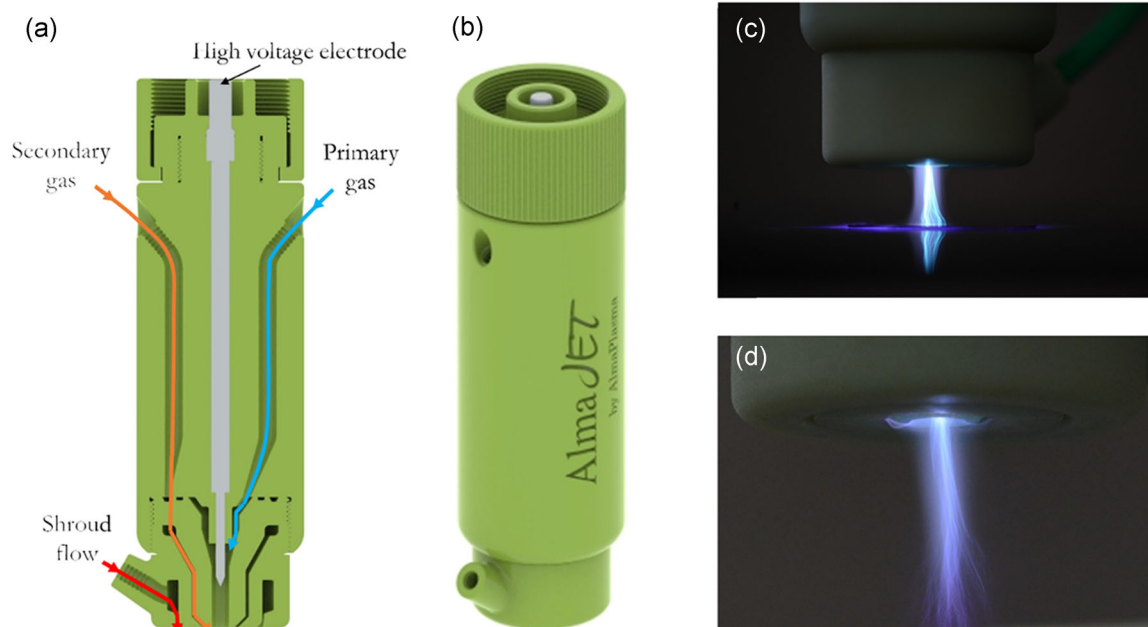 (a)
High voltage electrode
Secondary
gas
Primary
gas
Shroud
flow
(b)
AlmaJET
by AlmaPlasma
(c)
(d)